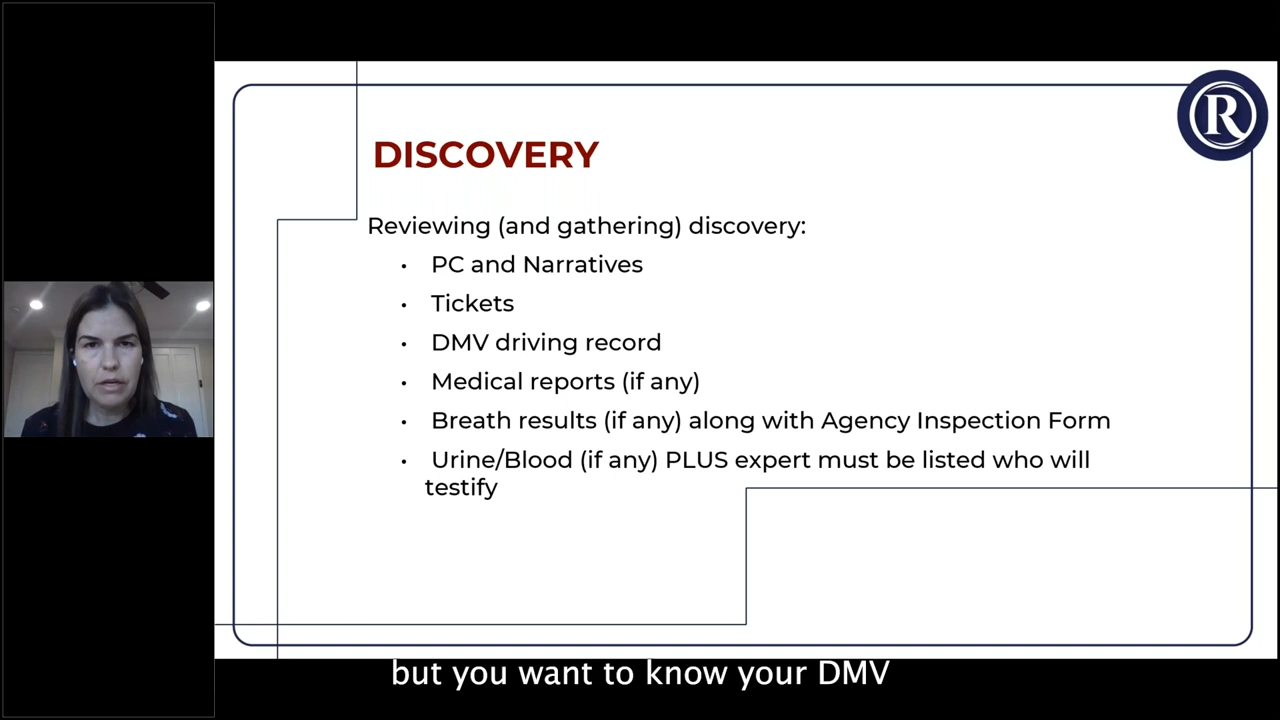 R
DISCOVERY
Reviewing (and gathering) discovery:
• PC and Narratives
• Tickets
• DMV driving record
• Medical reports (if any)
• Breath results (if any) along with Agency Inspection Form
• Urine/Blood (if any) PLUS expert must be listed who will
testify
but you want to know your DMV